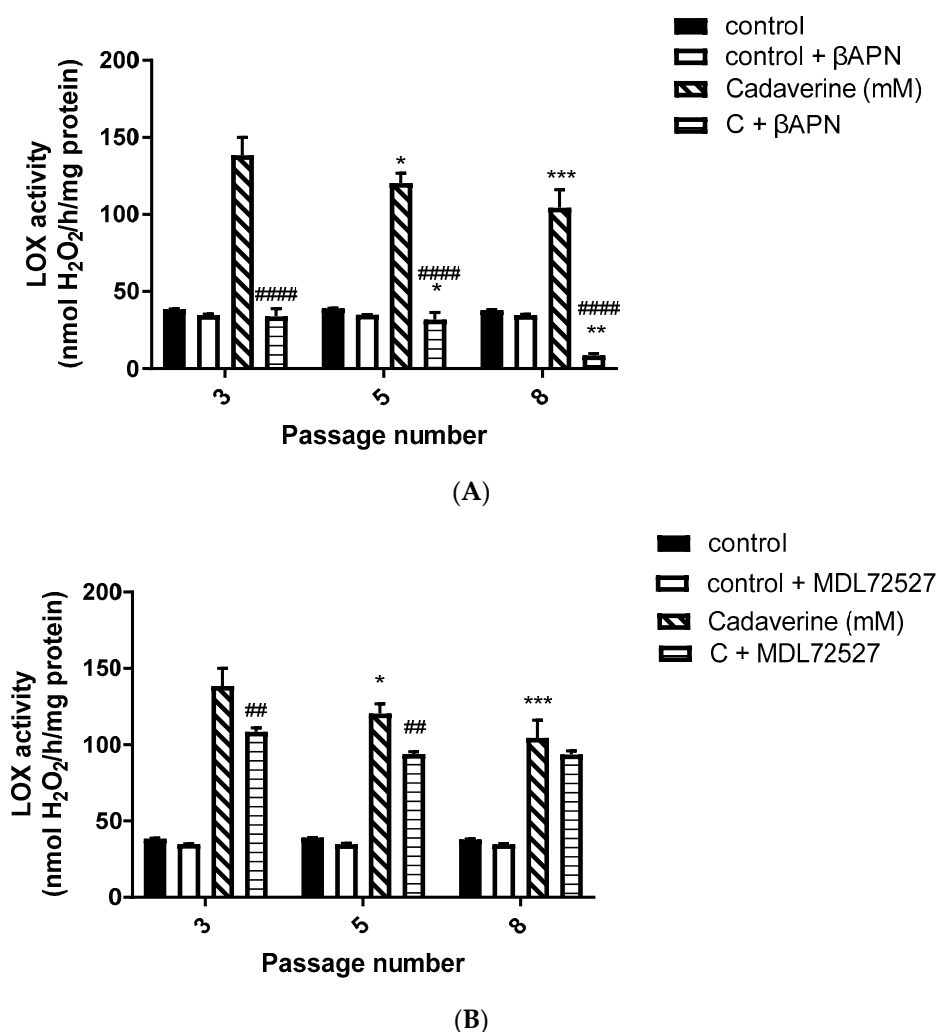 control
control + βAPN
Cadaverine (mM)
C + βAPN
LOX activity
(nmol H₂O₂/h/mg protein)
200
150
100
50
0
*
***
####
####
*
####
**
3
5
8
Passage number
(A)
control
control + MDL72527
Cadaverine (mM)
C + MDL72527
LOX activity
(nmol H₂O₂/h/mg protein)
200
150
100
50
0
##
*
##
***
3
5
8
Passage number
(B)